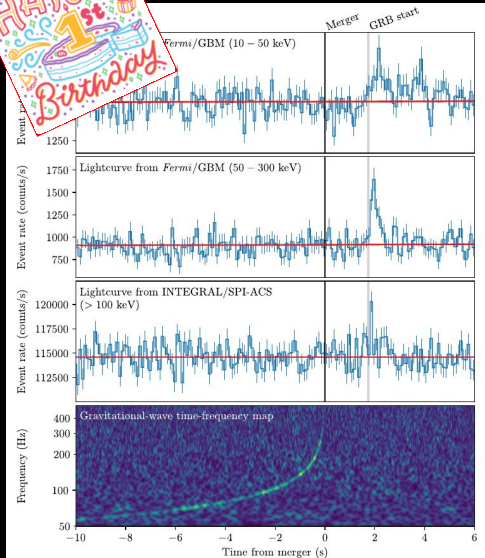 1st
Birthday
Merger
GRB start
Fermi/GBM (10 − 50 keV)
1250
Lightcurve from Fermi/GBM (50 − 300 keV)
Event rate (counts/s)
1750
1500
1250
1000
750
Lightcurve from INTEGRAL/SPI-ACS
(> 100 keV)
Event rate (counts/s)
120000
117500
115000
112500
Gravitational-wave time-frequency map
Frequency (Hz)
400
300
200
100
50
−10 −8 −6 −4 −2 0 2 4 6
Time from merger (s)